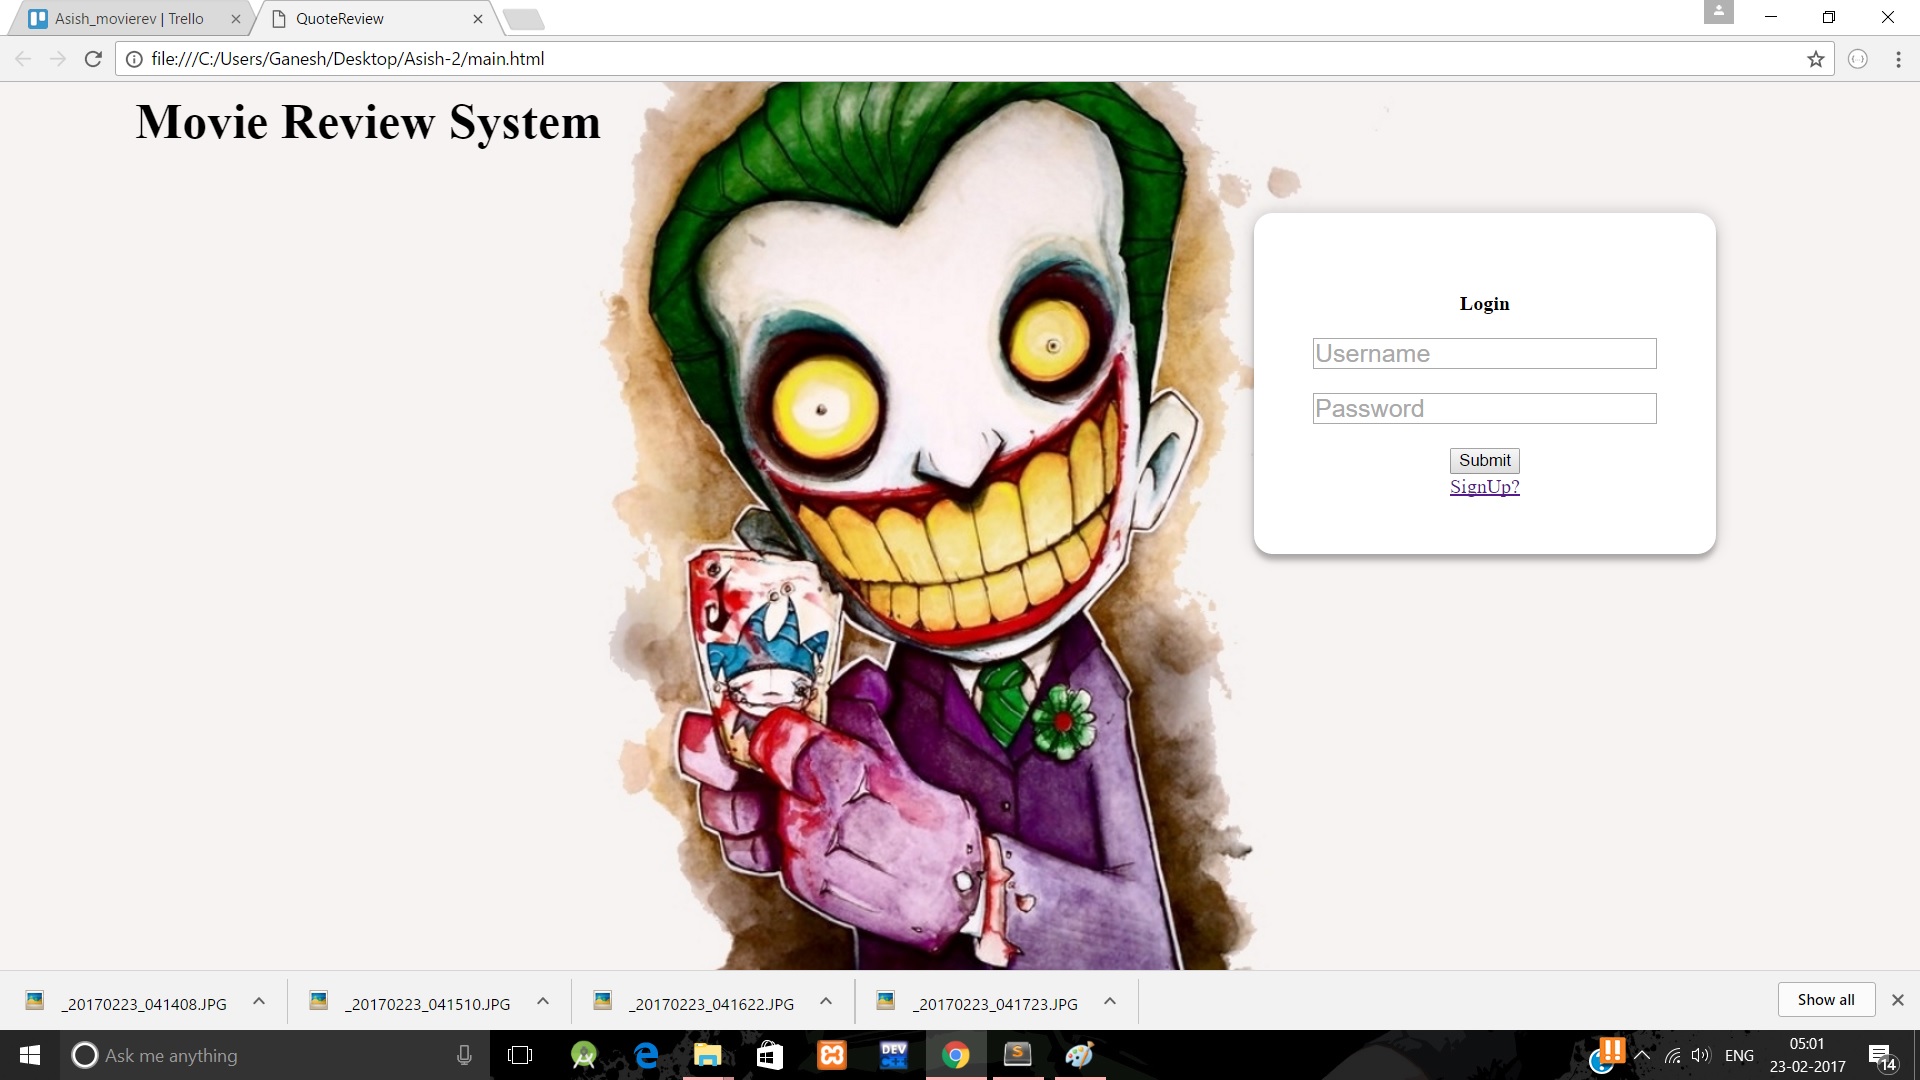 Asish_movierev | Trello
QuoteReview
file:///C:/Users/Ganesh/Desktop/Asish-2/main.html
Movie Review System
Login
Username
Password
Submit
SignUp?
_20170223_041408.JPG
_20170223_041510.JPG
_20170223_041622.JPG
_20170223_041723.JPG
Show all
Ask me anything
DEV
S
ENG
05:01
23-02-2017
14